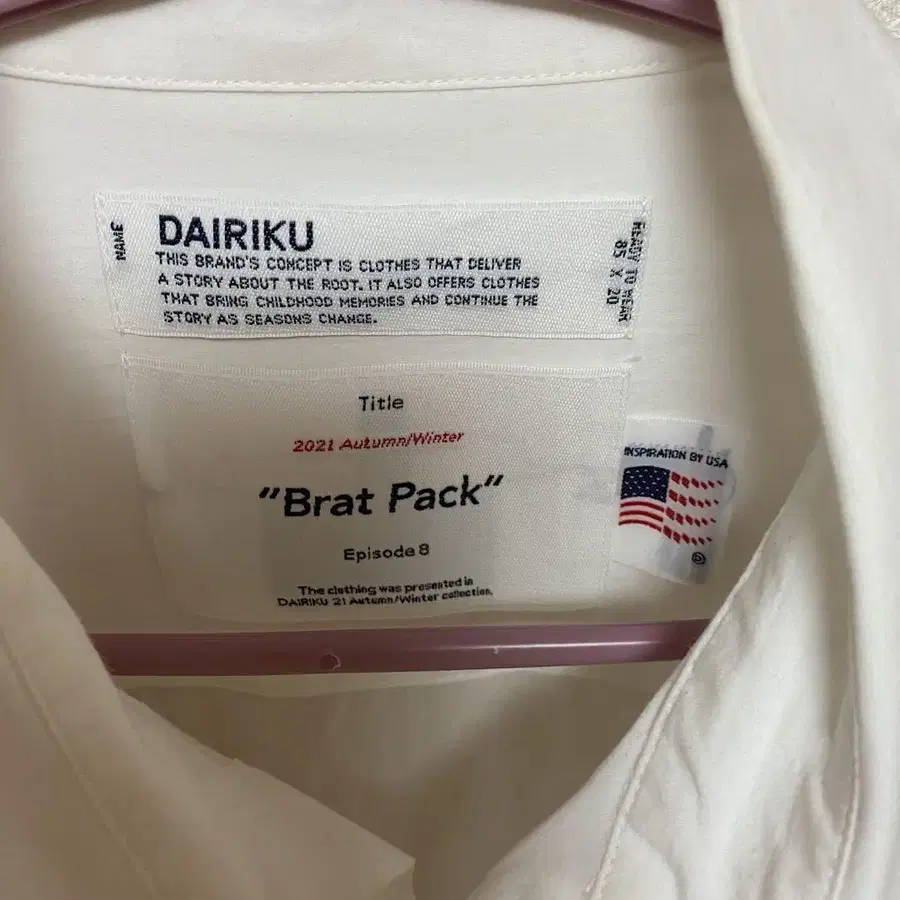 NAME
DAIRIKU
THIS BRAND'S CONCEPT IS CLOTHES THAT DELIVER
A STORY ABOUT THE ROOT. IT ALSO OFFERS CLOTHES
THAT BRING CHILDHOOD MEMORIES AND CONTINUE THE
STORY AS SEASONS CHANGE.
READY TO WEAR
85 X 20
Title
2021 Autumn/Winter
"Brat Pack"
Episode 8
The clothing was presented in
DAIRIKU 21 Autumn/Winter collection.
INSPIRATION BY USA
©